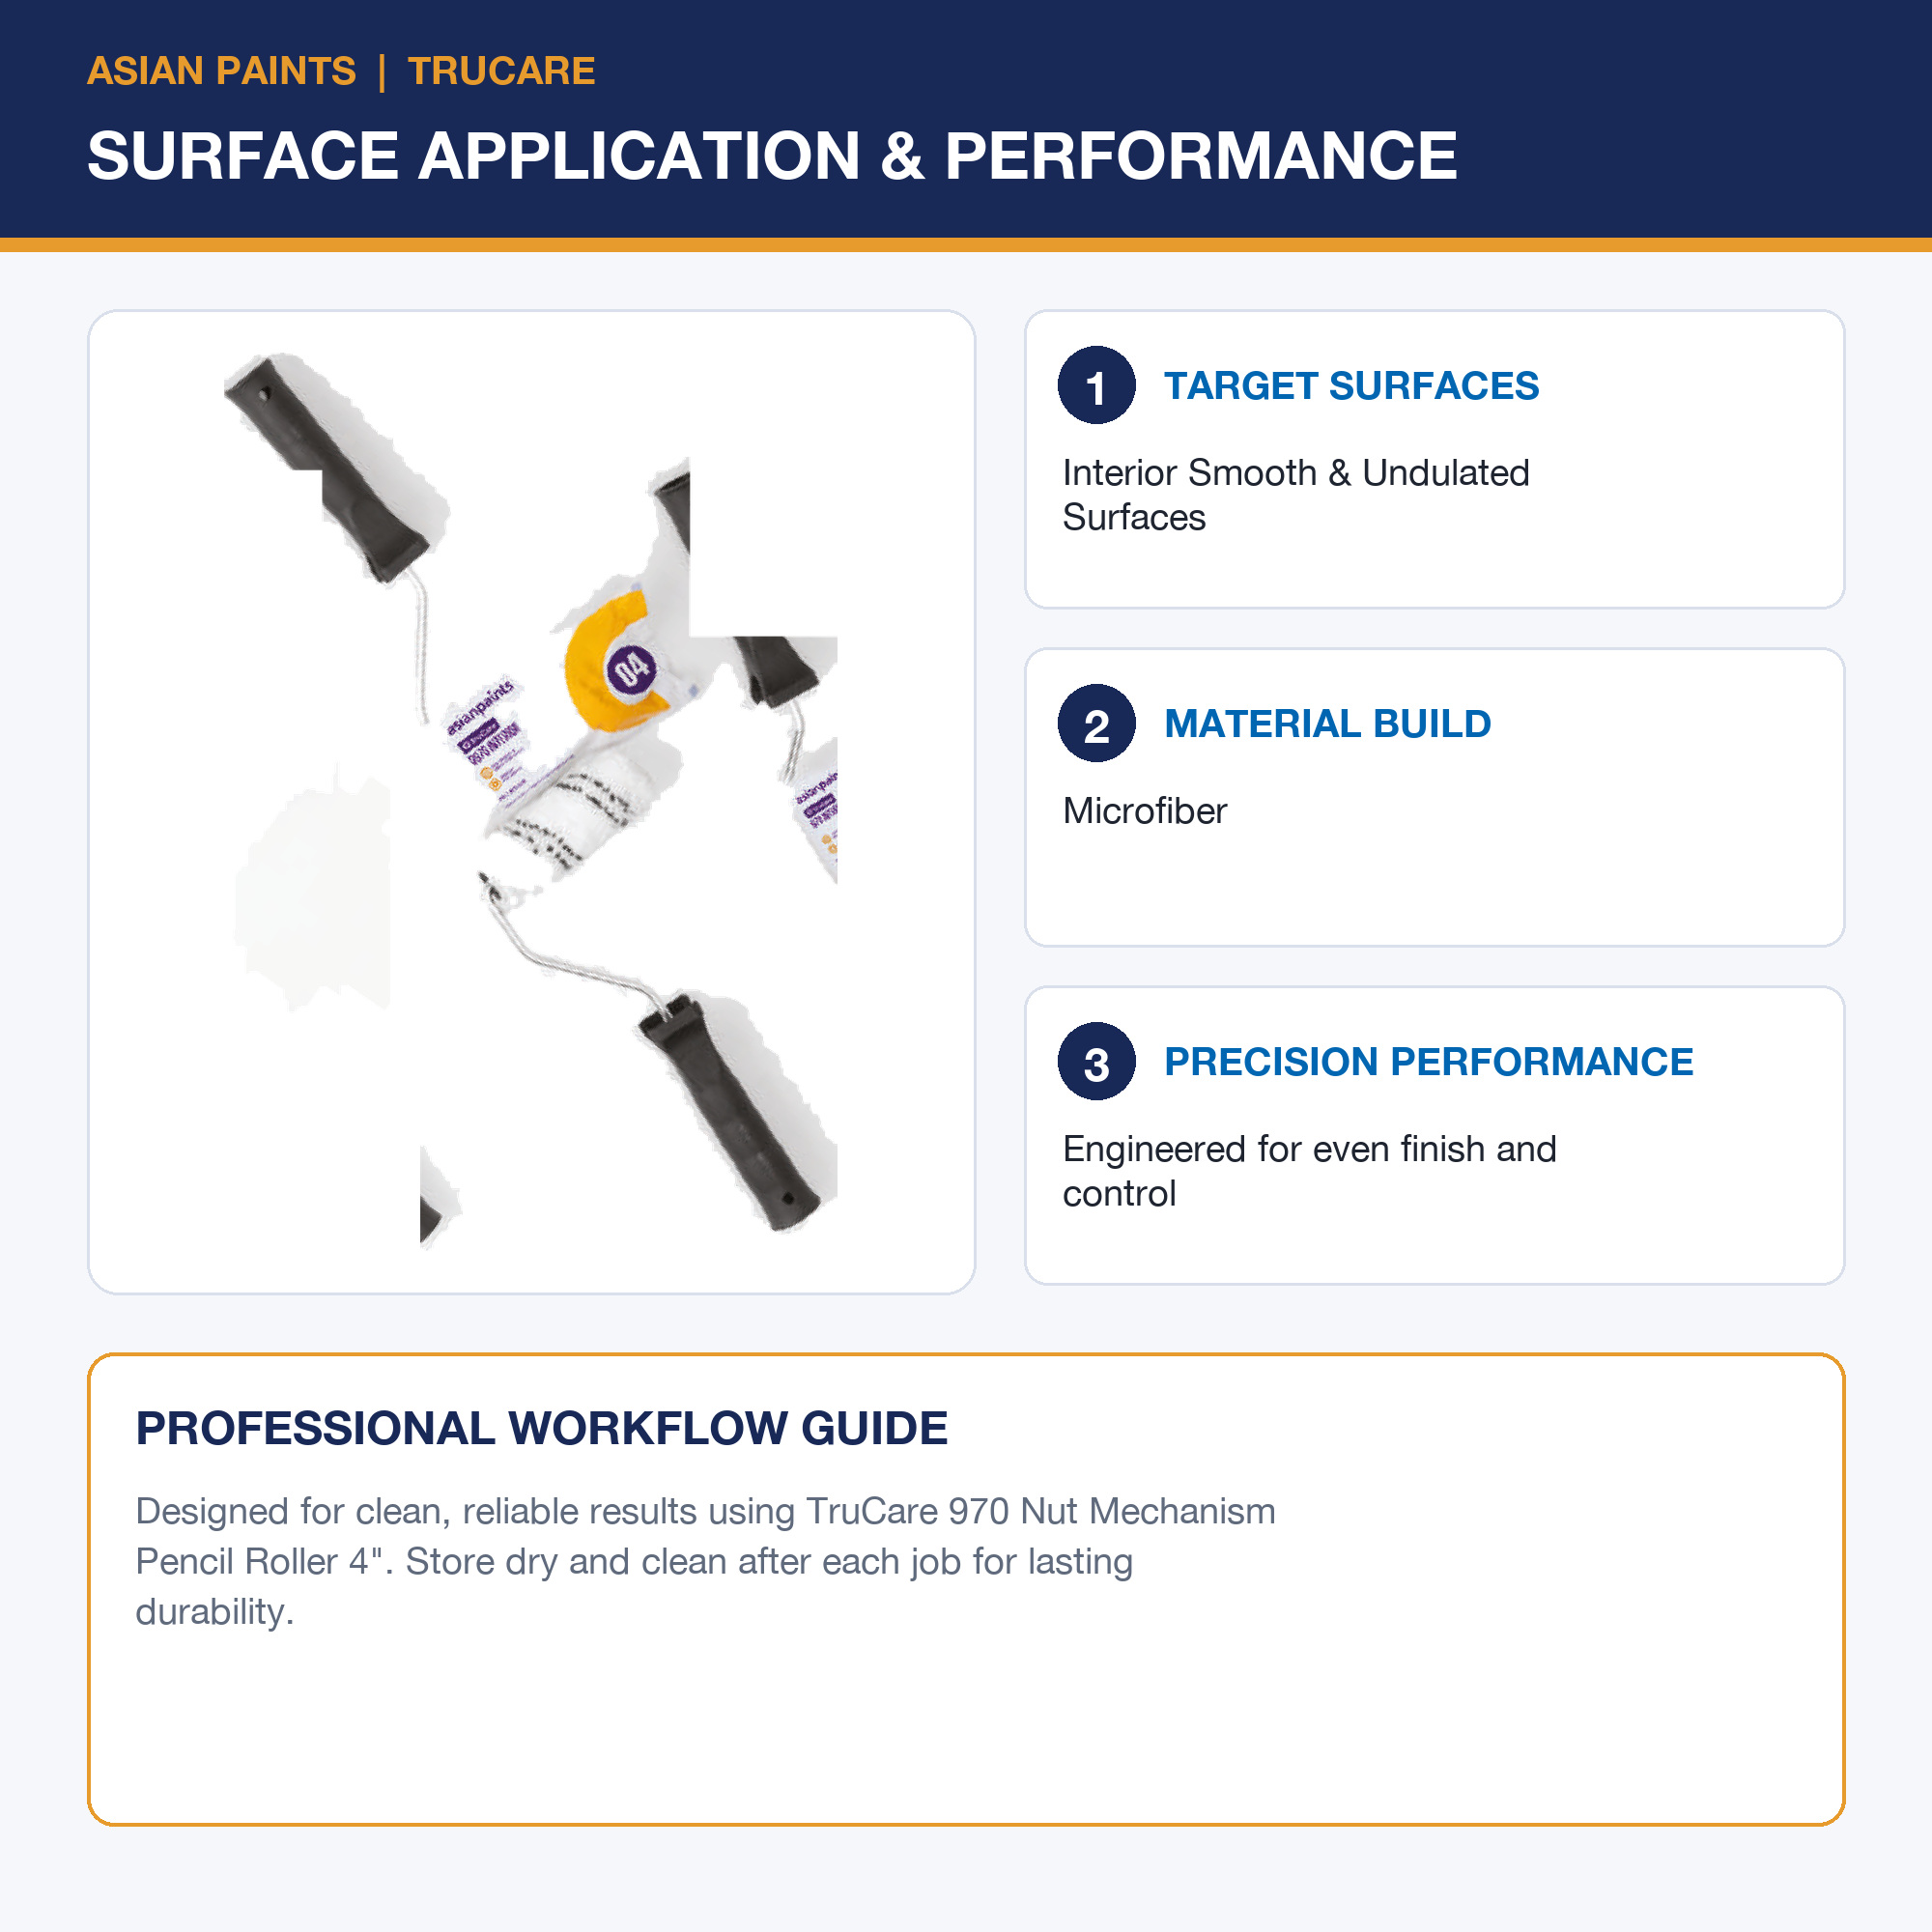 ASIAN PAINTS | TRUCARE
SURFACE APPLICATION & PERFORMANCE
04
asianpaints
TruCare
asianpaints
1 TARGET SURFACES
Interior Smooth & Undulated
Surfaces
2 MATERIAL BUILD
Microfiber
3 PRECISION PERFORMANCE
Engineered for even finish and
control
PROFESSIONAL WORKFLOW GUIDE
Designed for clean, reliable results using TruCare 970 Nut Mechanism
Pencil Roller 4". Store dry and clean after each job for lasting
durability.